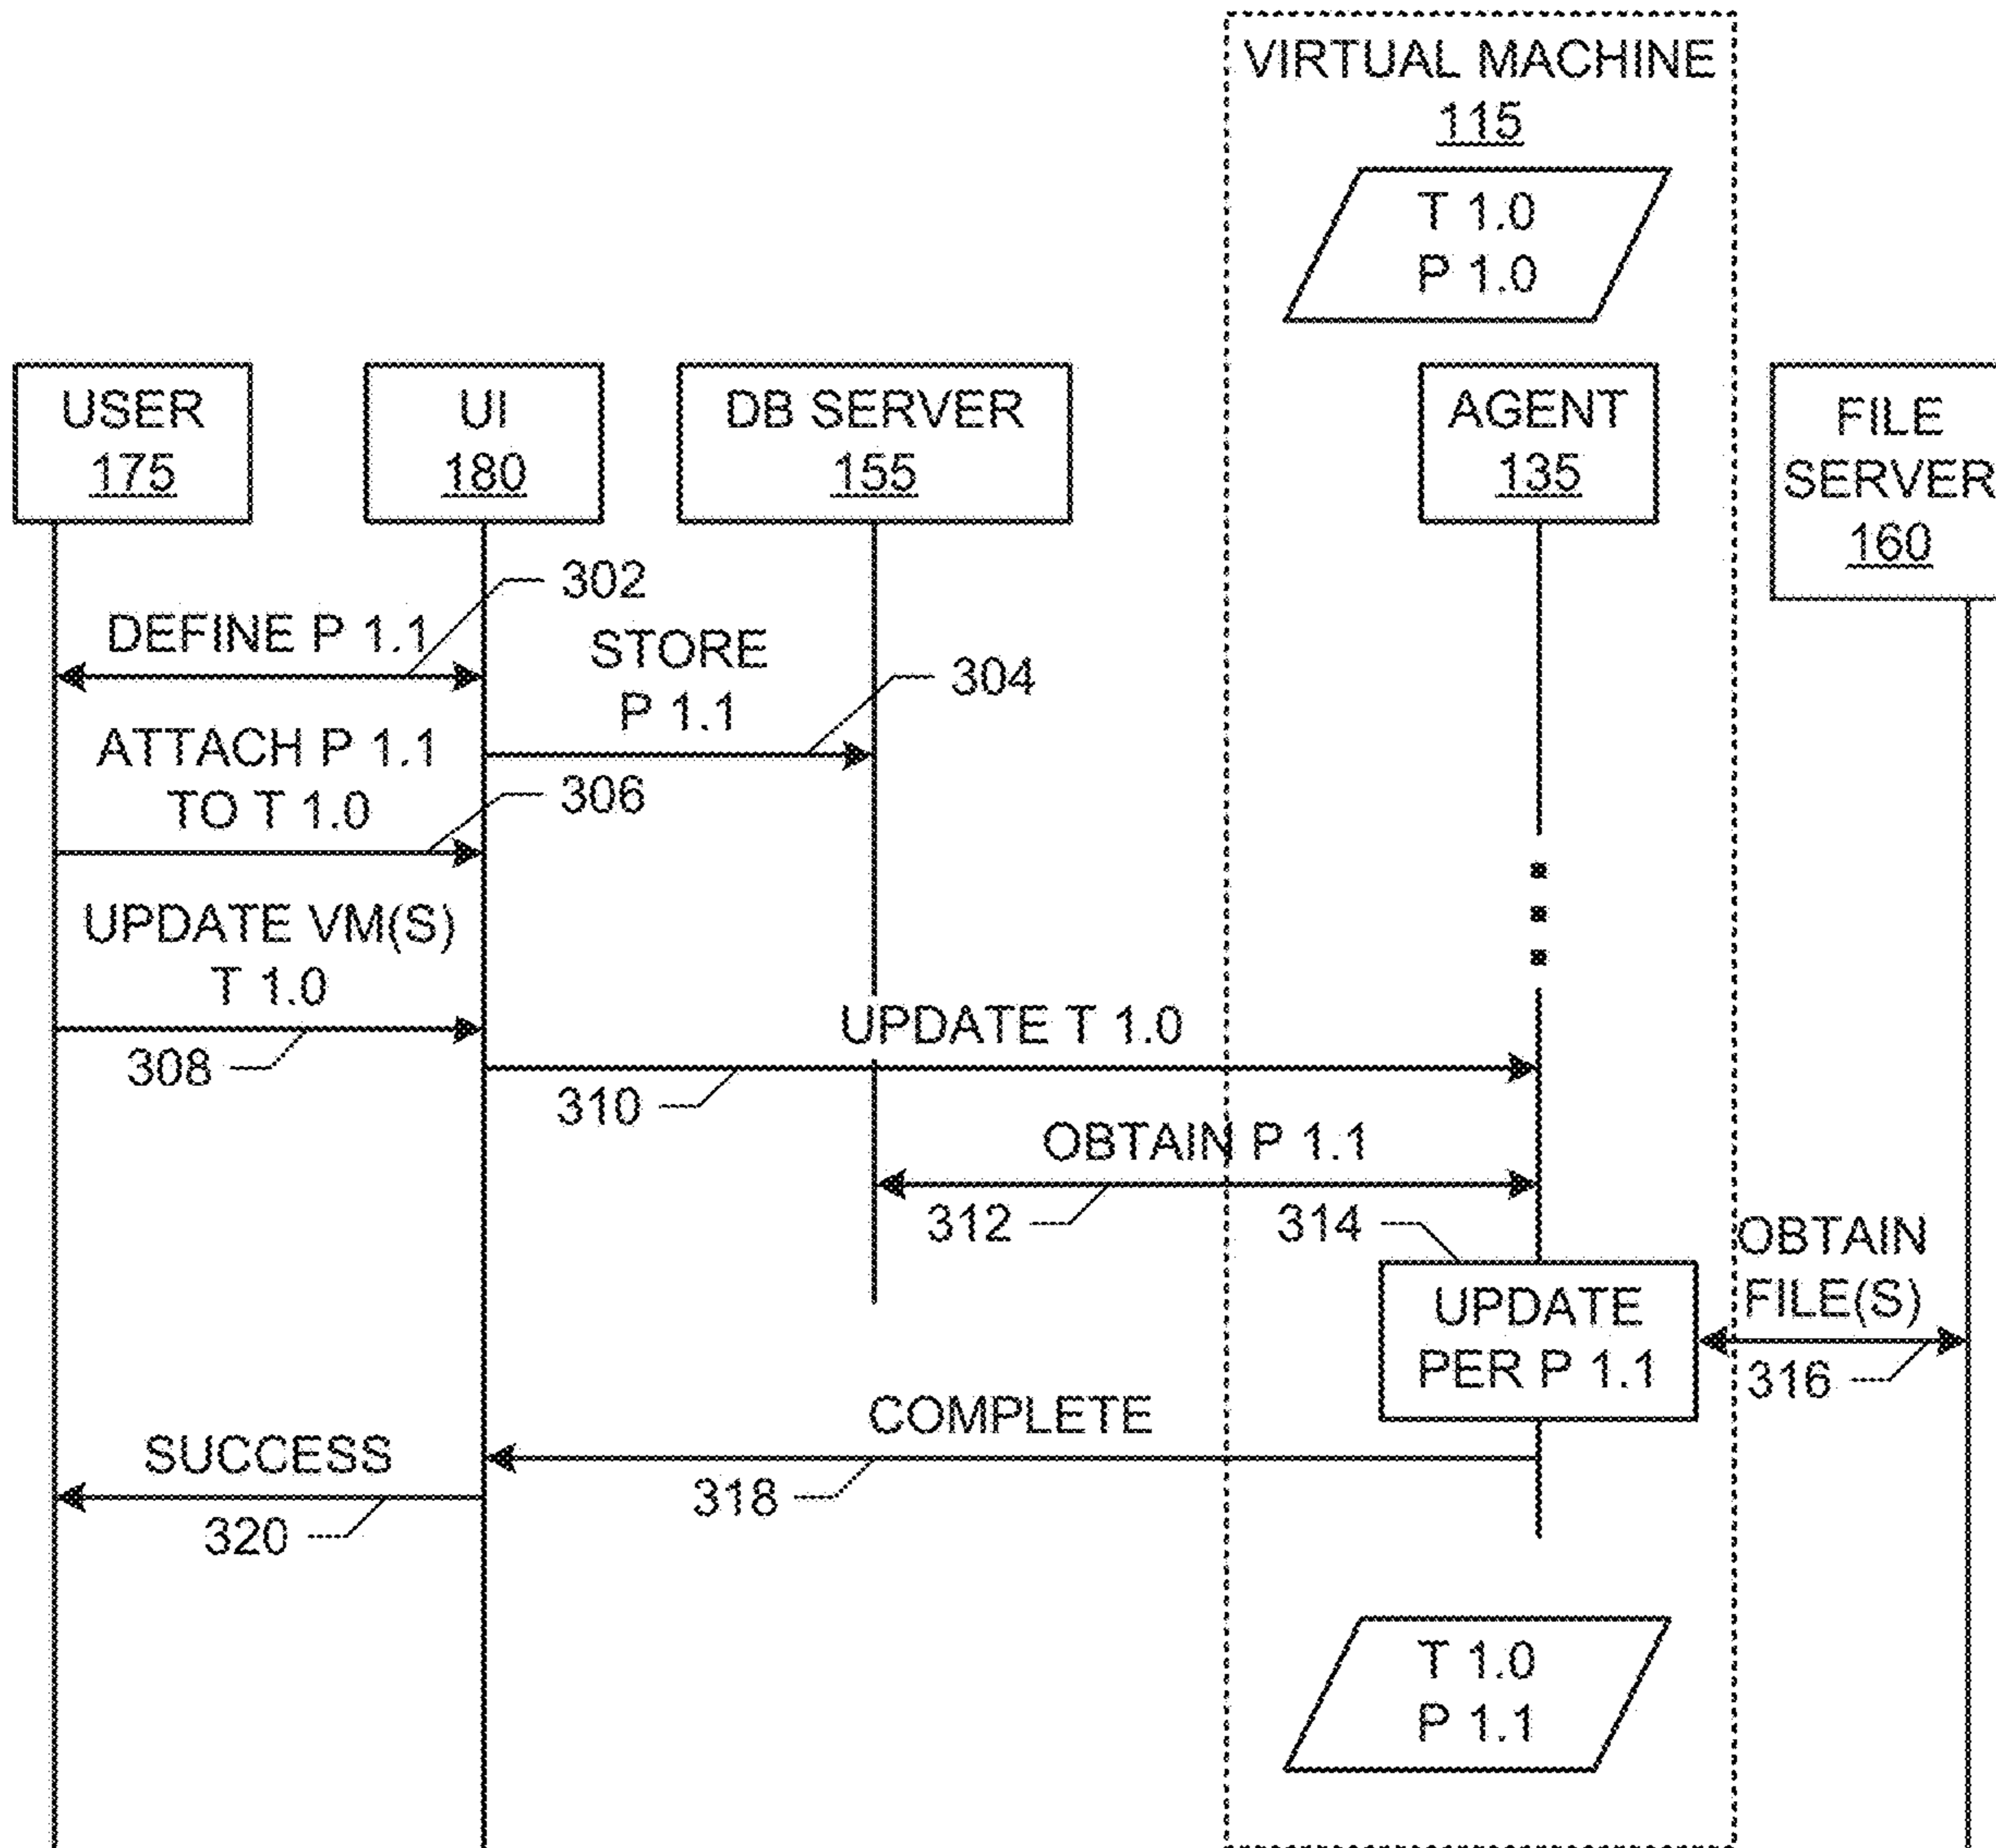 VIRTUAL MACHINE
115
T 1.0
P 1.0
USER
175
UI
180
DB SERVER
155
AGENT
135
FILE
SERVER
160
302
DEFINE P 1.1
STORE
P 1.1
304
ATTACH P 1.1
TO T 1.0
306
UPDATE VM(S)
T 1.0
308
UPDATE T 1.0
310
OBTAIN P 1.1
312
314
OBTAIN
FILE(S)
316
UPDATE
PER P 1.1
COMPLETE
318
SUCCESS
320
T 1.0
P 1.1